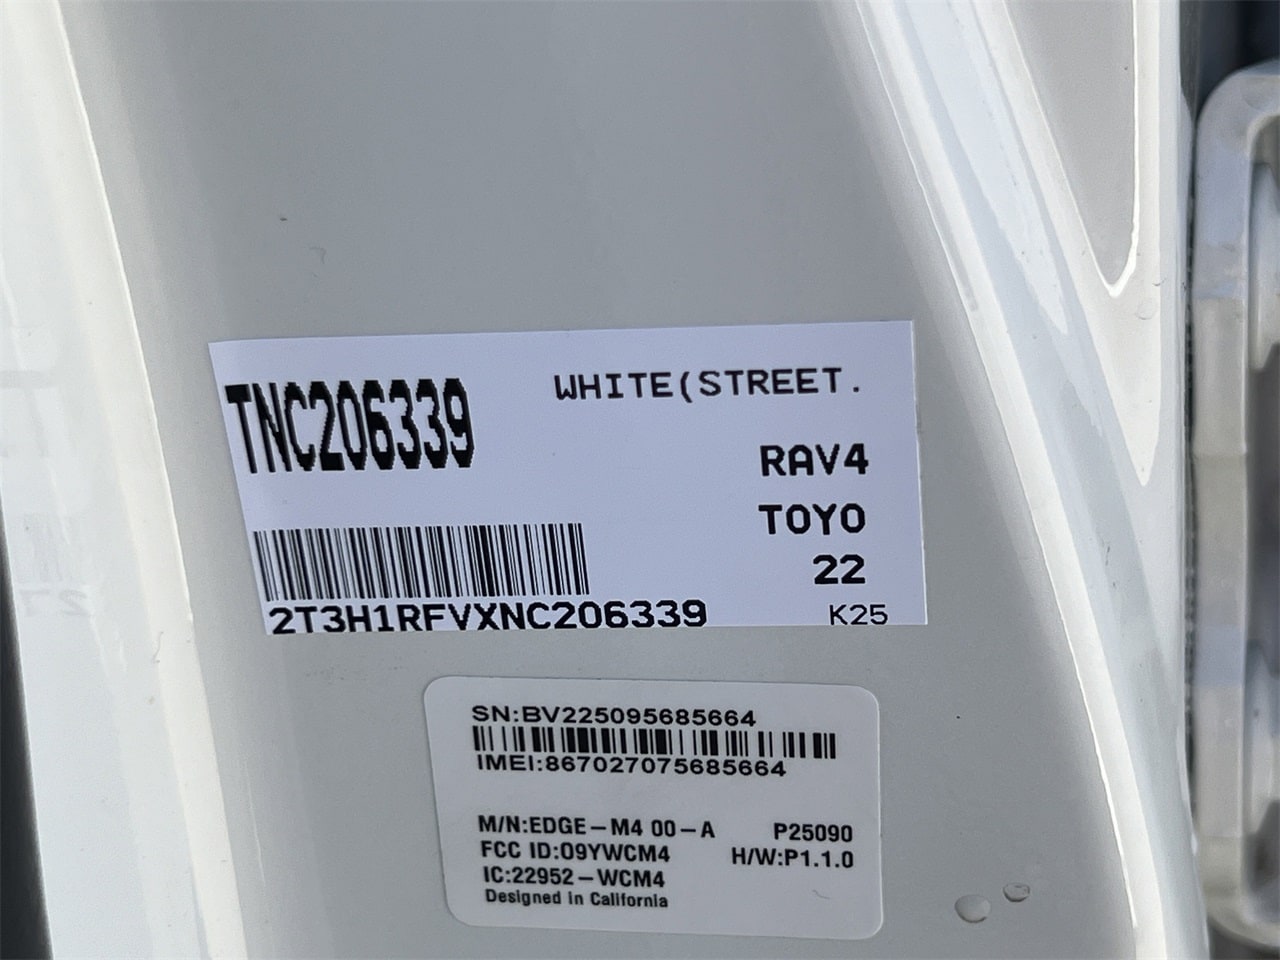 TNC206339
WHITE(STREET.
RAV4
TOYO
22
2T3H1RFVXNC206339
K25
SN:BV225095685664
IMEI:867027075685664
M/N:EDGE-M4 00-A
P25090
FCC ID:O9YWCM4
H/W:P1.1.0
IC:22952-WCM4
Designed in California